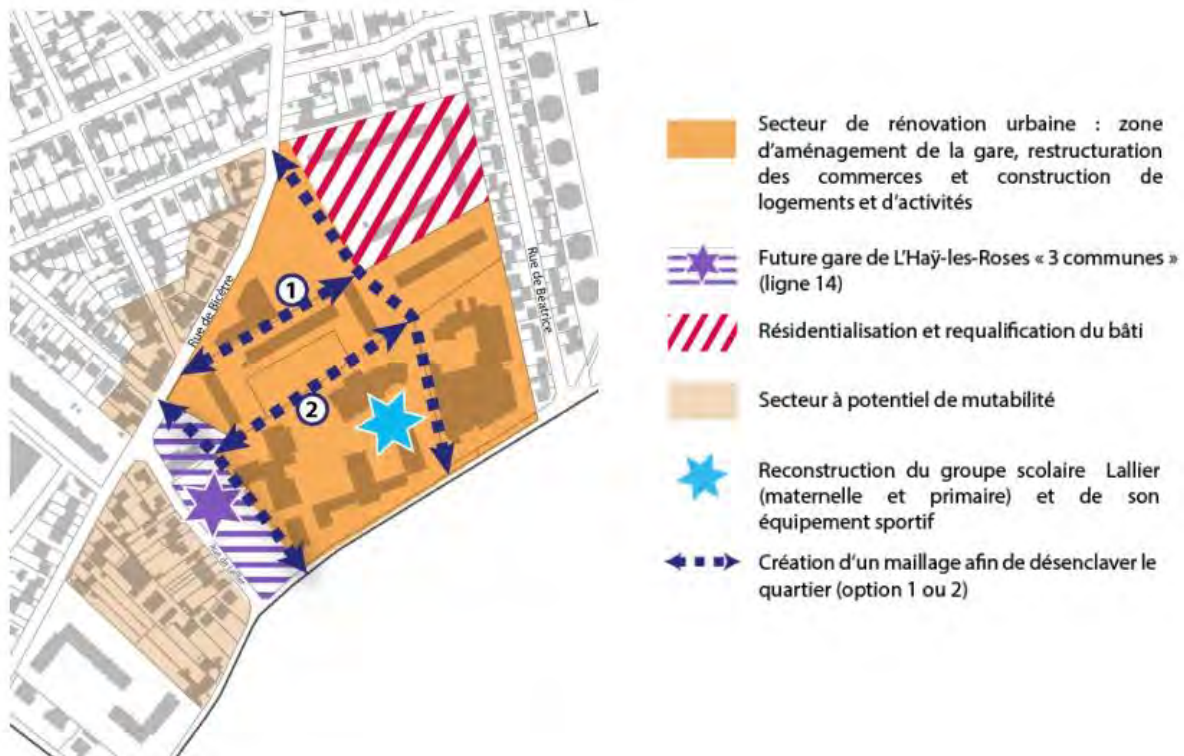 Rue de Bicêtre
Rue de Béatrice
1
2
Secteur de rénovation urbaine : zone
d'aménagement de la gare, restructuration
des commerces et construction de
logements et d'activités
Future gare de L'Haÿ-les-Roses « 3 communes »
(ligne 14)
Résidentialisation et requalification du bâti
Secteur à potentiel de mutabilité
Reconstruction du groupe scolaire Lallier
(maternelle et primaire) et de son
équipement sportif
Création d'un maillage afin de désenclaver le
quartier (option 1 ou 2)